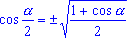 cos α/2 = ±√((1 + cos α)/2)